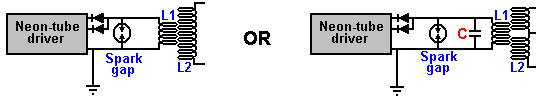 Neon-tube
driver
L1
Spark
gap
L2
OR
Neon-tube
driver
L1
C
Spark
gap
L2